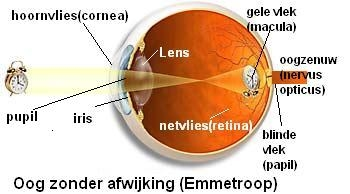 hoornvlies(cornea)
gele vlek
(macula)
Lens
oogzenuw
(nervus
opticus)
pupil
iris
netvlies(retina)
blinde
vlek
(papil)
Oog zonder afwijking (Emmetroop)